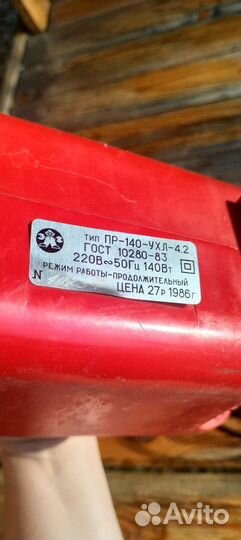 тип ПР-140-УХЛ-4.2
ГОСТ 10280-83
220В∾50Гц 140Вт
РЕЖИМ РАБОТЫ-ПРОДОЛЖИТЕЛЬНЫЙ
N ЦЕНА 27р 1986г
Avito